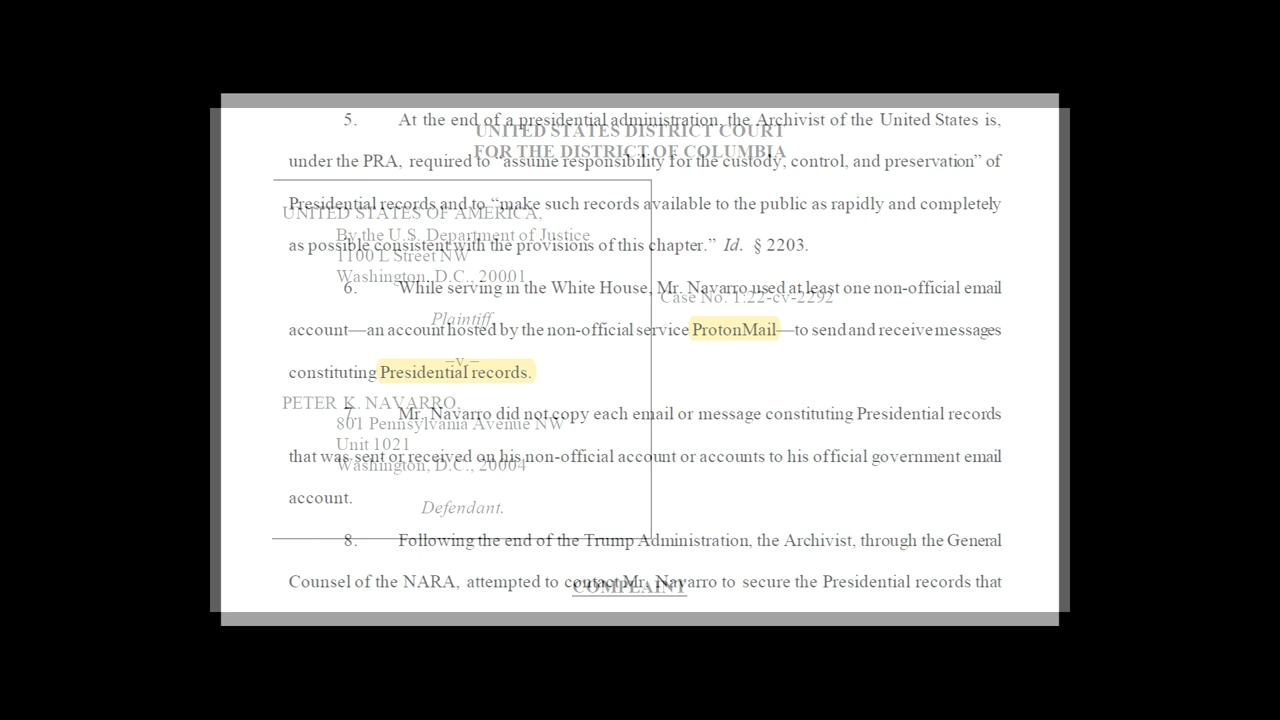 5. At the end of a presidential administration, the Archivist of the United States is,
UNITED STATES DISTRICT COURT
FOR THE DISTRICT OF COLUMBIA
under the PRA, required to “assume responsibility for the custody, control, and preservation” of
Presidential records and to “make such records available to the public as rapidly and completely
UNITED STATES OF AMERICA,
By the U.S. Department of Justice
as possible consistent with the provisions of this chapter.” Id. § 2203.
1100 L Street NW
Washington, D.C., 20001
6. While serving in the White House, Mr. Navarro used at least one non-official email
Case No. 1:22-cv-2292
Plaintiff
account—an account hosted by the non-official service ProtonMail—to send and receive messages
–v.–
constituting Presidential records.
PETER K. NAVARRO,
7. Mr. Navarro did not copy each email or message constituting Presidential records
801 Pennsylvania Avenue NW
Unit 1021
that was sent or received on his non-official account or accounts to his official government email
Washington, D.C., 20004
account.
Defendant.
8. Following the end of the Trump Administration, the Archivist, through the General
Counsel of the NARA, attempted to contact Mr. Navarro to secure the Presidential records that
COMPLAINT